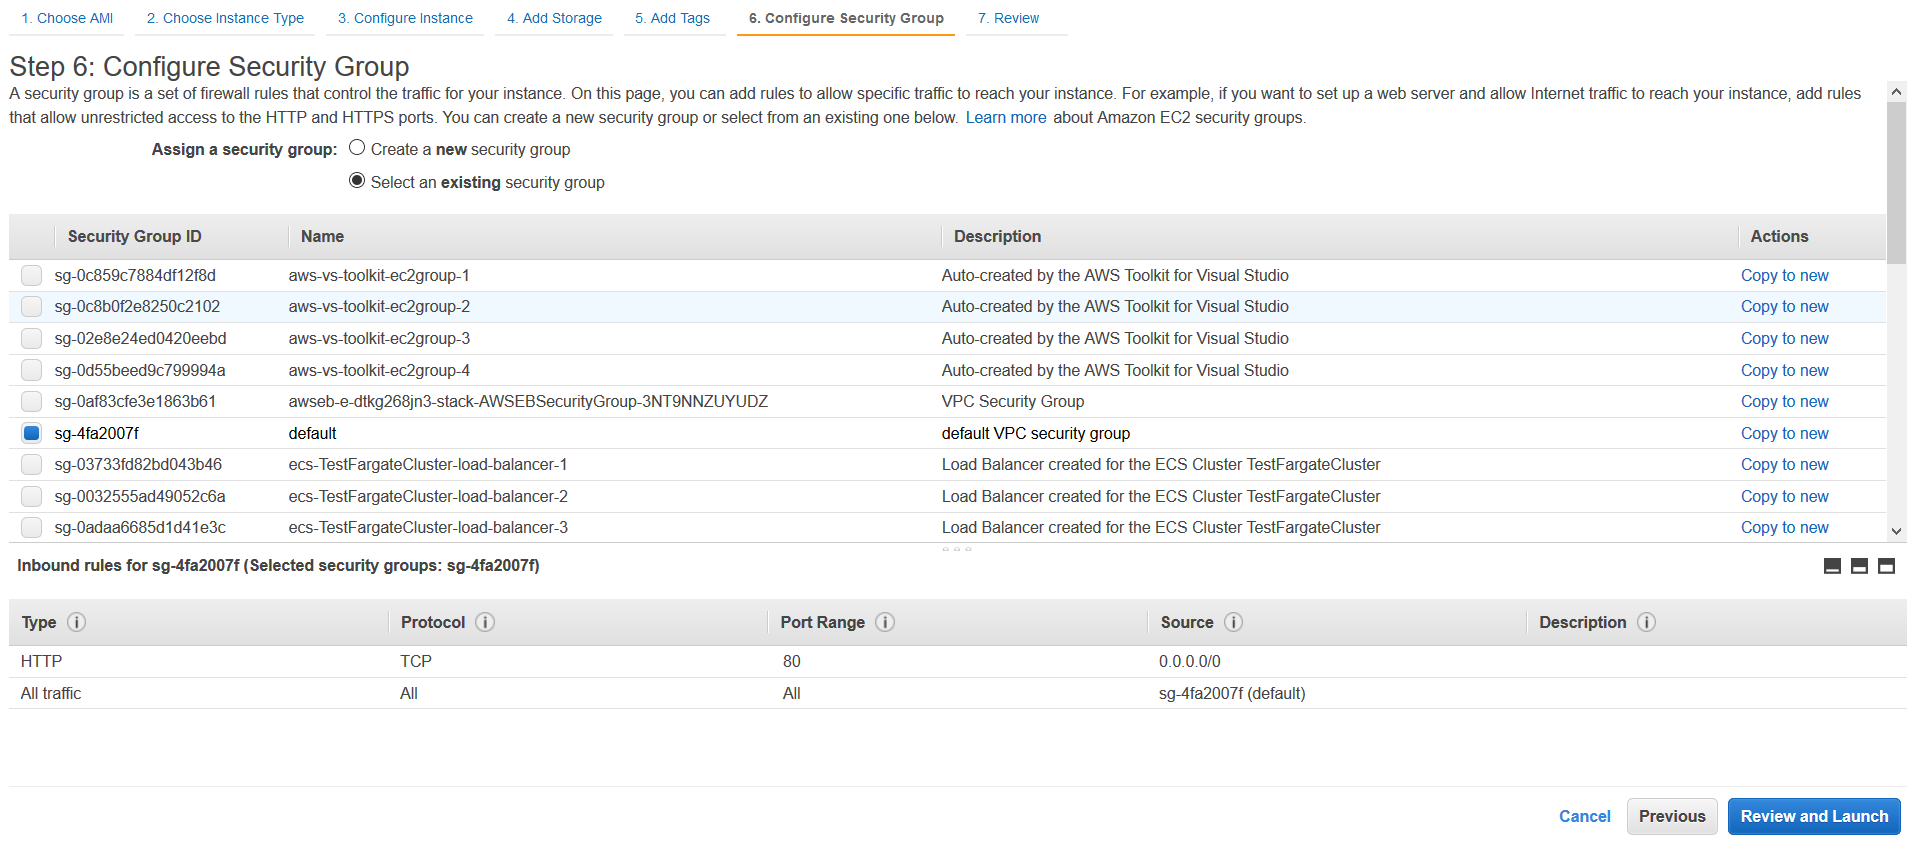 1. Choose AMI 2. Choose Instance Type 3. Configure Instance 4. Add Storage 5. Add Tags 6. Configure Security Group 7. Review
Step 6: Configure Security Group
A security group is a set of firewall rules that control the traffic for your instance. On this page, you can add rules to allow specific traffic to reach your instance. For example, if you want to set up a web server and allow Internet traffic to reach your instance, add rules
that allow unrestricted access to the HTTP and HTTPS ports. You can create a new security group or select from an existing one below. Learn more about Amazon EC2 security groups.
Assign a security group: Create a new security group
Select an existing security group
Security Group ID Name Description Actions
sg-0c859c7884df12f8d aws-vs-toolkit-ec2group-1 Auto-created by the AWS Toolkit for Visual Studio Copy to new
sg-0c8b0f2e8250c2102 aws-vs-toolkit-ec2group-2 Auto-created by the AWS Toolkit for Visual Studio Copy to new
sg-02e8e24ed0420eebd aws-vs-toolkit-ec2group-3 Auto-created by the AWS Toolkit for Visual Studio Copy to new
sg-0d55beed9c799994a aws-vs-toolkit-ec2group-4 Auto-created by the AWS Toolkit for Visual Studio Copy to new
sg-0af83cfe3e1863b61 awseb-e-dtkg268jn3-stack-AWSEBSecurityGroup-3NT9NNZUYUDZ VPC Security Group Copy to new
sg-4fa2007f default default VPC security group Copy to new
sg-03733fd82bd043b46 ecs-TestFargateCluster-load-balancer-1 Load Balancer created for the ECS Cluster TestFargateCluster Copy to new
sg-0032555ad49052c6a ecs-TestFargateCluster-load-balancer-2 Load Balancer created for the ECS Cluster TestFargateCluster Copy to new
sg-0adaa6685d1d41e3c ecs-TestFargateCluster-load-balancer-3 Load Balancer created for the ECS Cluster TestFargateCluster Copy to new
Inbound rules for sg-4fa2007f (Selected security groups: sg-4fa2007f)
Type Protocol Port Range Source Description
HTTP TCP 80 0.0.0.0/0
All traffic All All sg-4fa2007f (default)
Cancel Previous Review and Launch